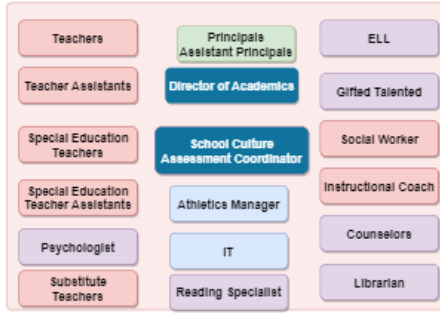 Teachers
Teacher Assistants
Special Education
Teachers
Special Education
Teacher Assistants
Psychologist
Substitute
Teachers
Principals
Assistant Principals
Director of Academics
School Culture
Assessment Coordinator
Athletics Manager
IT
Reading Specialist
ELL
Gifted Talented
Social Worker
Instructional Coach
Counselors
Librarian